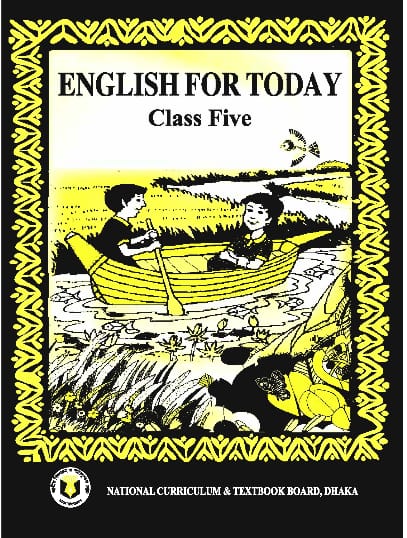 ENGLISH FOR TODAY
Class Five
NATIONAL CURRICULUM & TEXTBOOK BOARD, DHAKA